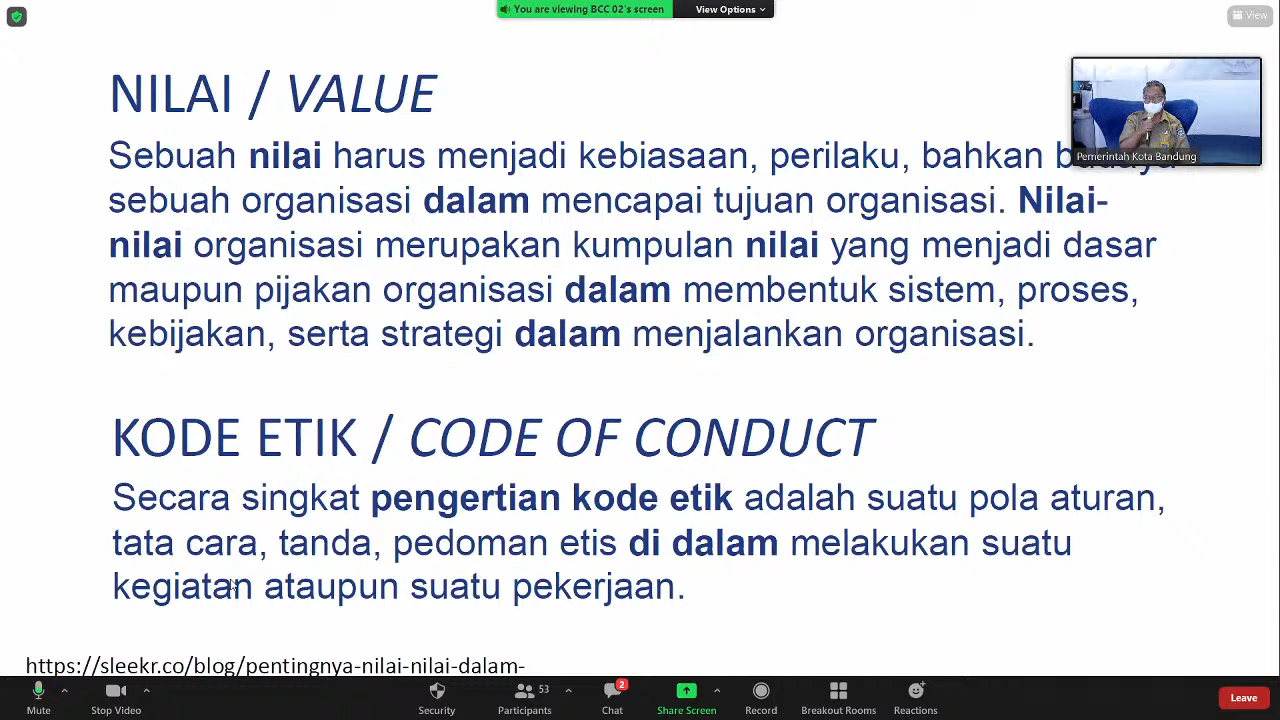 You are viewing BCC 02's screen
View Options
View
NILAI / VALUE
Sebuah nilai harus menjadi kebiasaan, perilaku, bahkan
sebuah organisasi dalam mencapai tujuan organisasi. Nilai-
nilai organisasi merupakan kumpulan nilai yang menjadi dasar
maupun pijakan organisasi dalam membentuk sistem, proses,
kebijakan, serta strategi dalam menjalankan organisasi.
Pemerintah Kota Bandung
KODE ETIK / CODE OF CONDUCT
Secara singkat pengertian kode etik adalah suatu pola aturan,
tata cara, tanda, pedoman etis di dalam melakukan suatu
kegiatan ataupun suatu pekerjaan.
https://sleekr.co/blog/pentingnya-nilai-nilai-dalam-
Mute
Stop Video
Security
53
Participants
2
Chat
Share Screen
Record
Breakout Rooms
Reactions
Leave